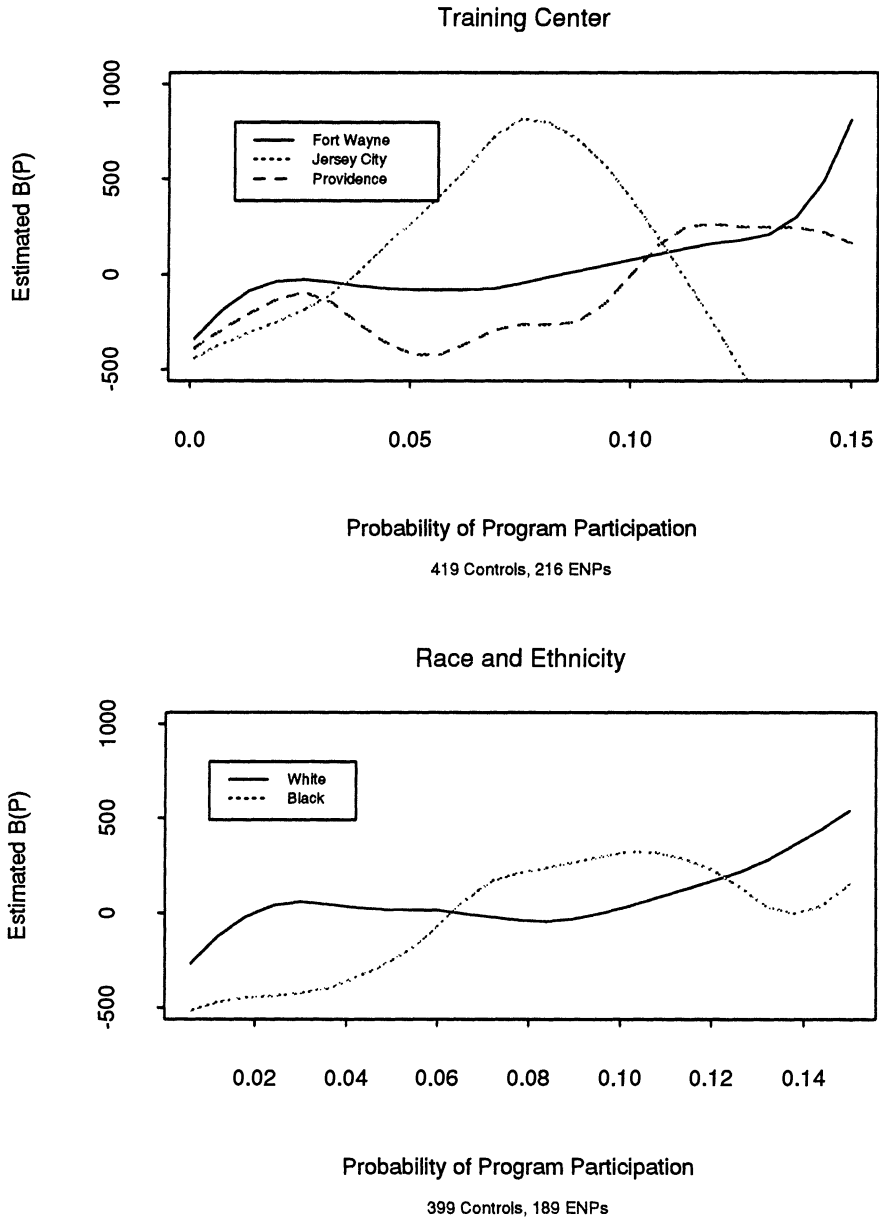 Training Center
Estimated B(P)
1000
500
0
-500
Fort Wayne
Jersey City
Providence
0.0 0.05 0.10 0.15
Probability of Program Participation
419 Controls, 216 ENPs
Race and Ethnicity
Estimated B(P)
1000
500
0
-500
White
Black
0.02 0.04 0.06 0.08 0.10 0.12 0.14
Probability of Program Participation
399 Controls, 189 ENPs